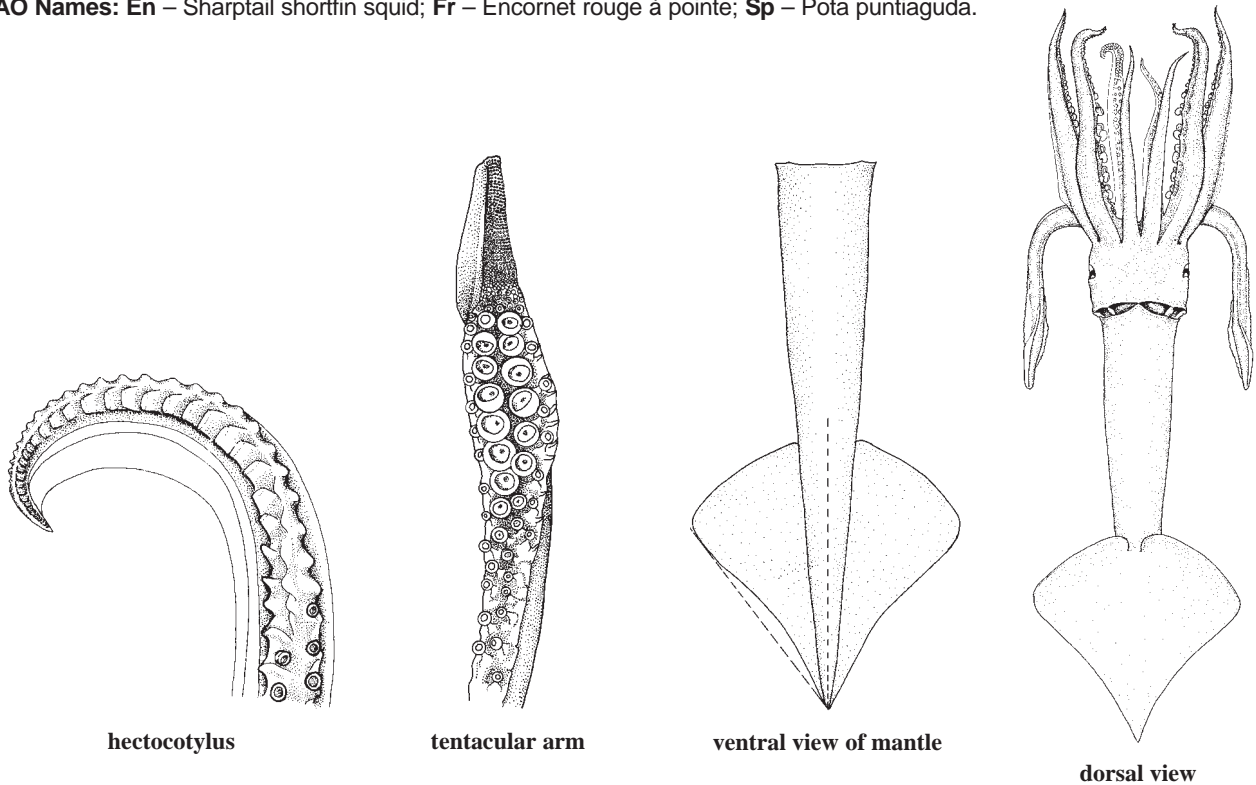 AO Names: En – Sharptail shortfin squid; Fr – Encornet rouge à pointe; Sp – Pota puntiaguda.
hectocotylus
tentacular arm
ventral view of mantle
dorsal view